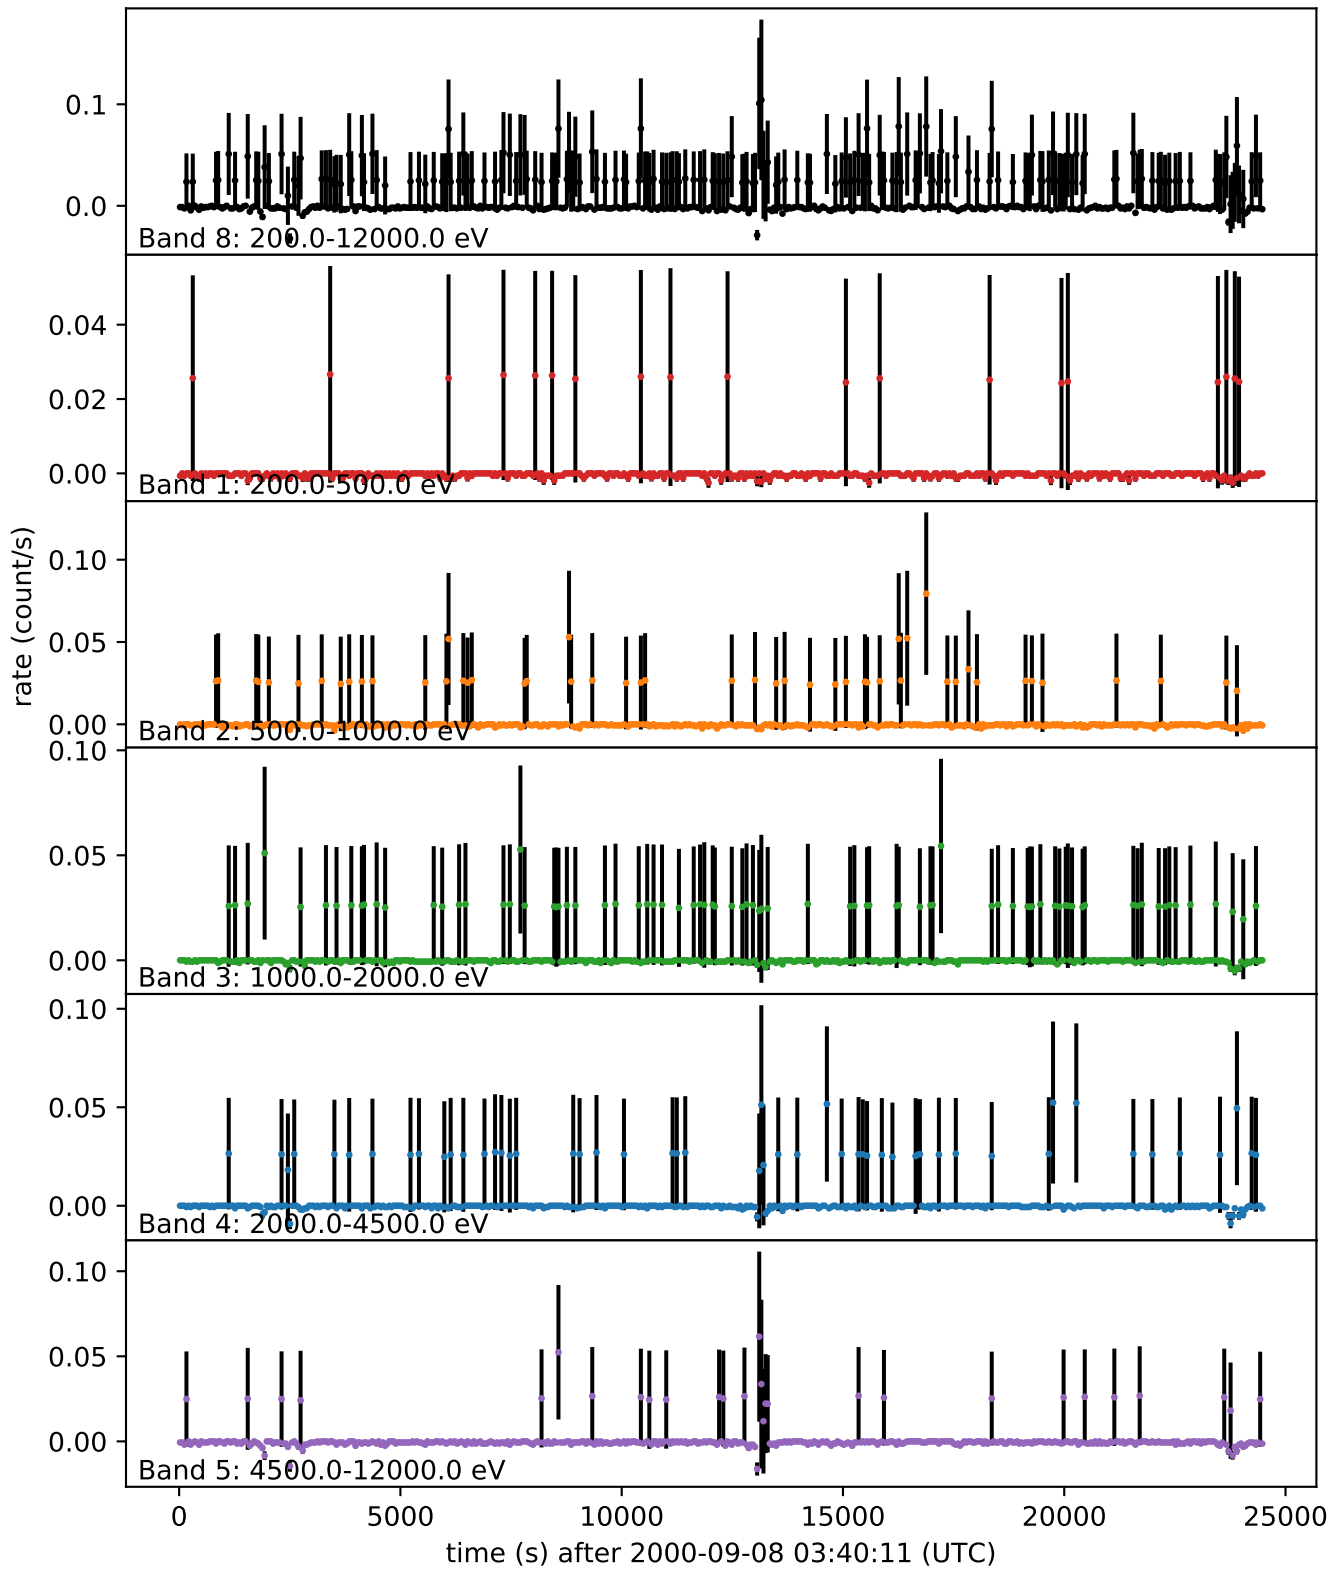 0.1
0.0
Band 8: 200.0-12000.0 eV
0.04
0.02
0.00
Band 1: 200.0-500.0 eV
rate (count/s)
0.10
0.05
0.00
Band 2: 500.0-1000.0 eV
0.10
0.05
0.00
Band 3: 1000.0-2000.0 eV
0.10
0.05
0.00
Band 4: 2000.0-4500.0 eV
0.10
0.05
0.00
Band 5: 4500.0-12000.0 eV
0 5000 10000 15000 20000 25000
time (s) after 2000-09-08 03:40:11 (UTC)